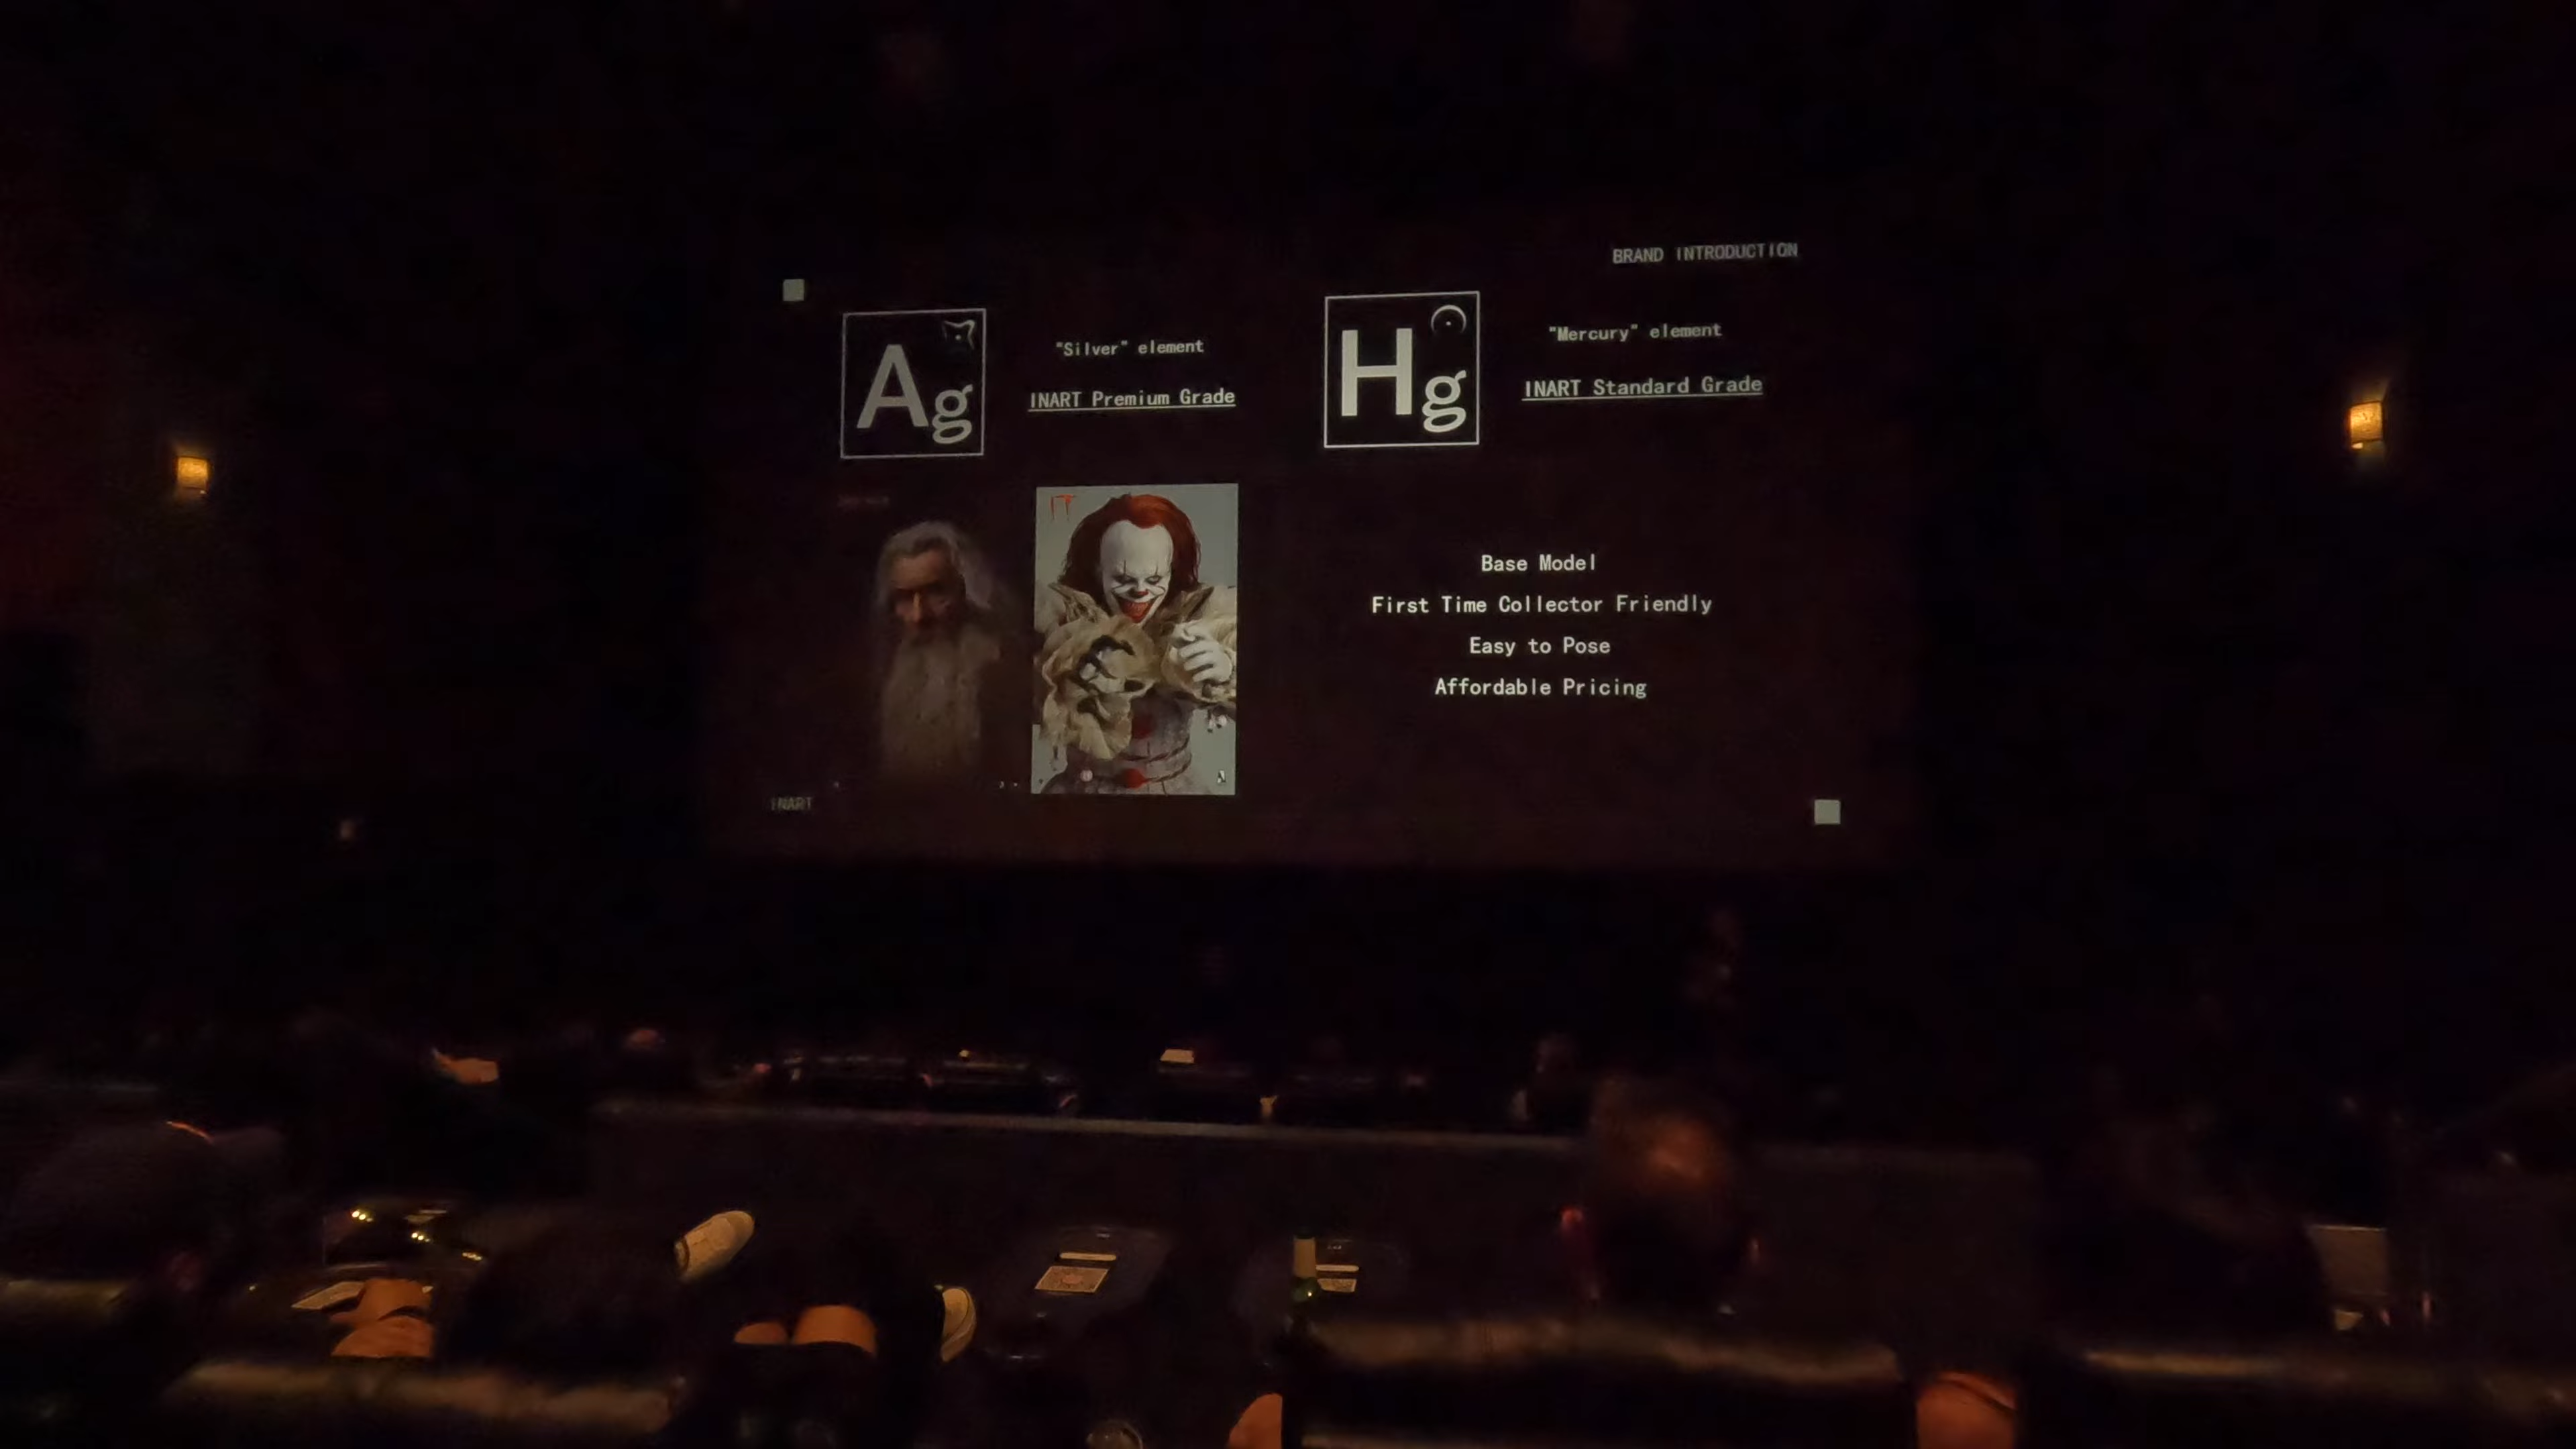 BRAND INTRODUCTION
Ag
"Silver" element
INART Premium Grade
Hg
"Mercury" element
INART Standard Grade
IT
Base Model
First Time Collector Friendly
Easy to Pose
Affordable Pricing
INART